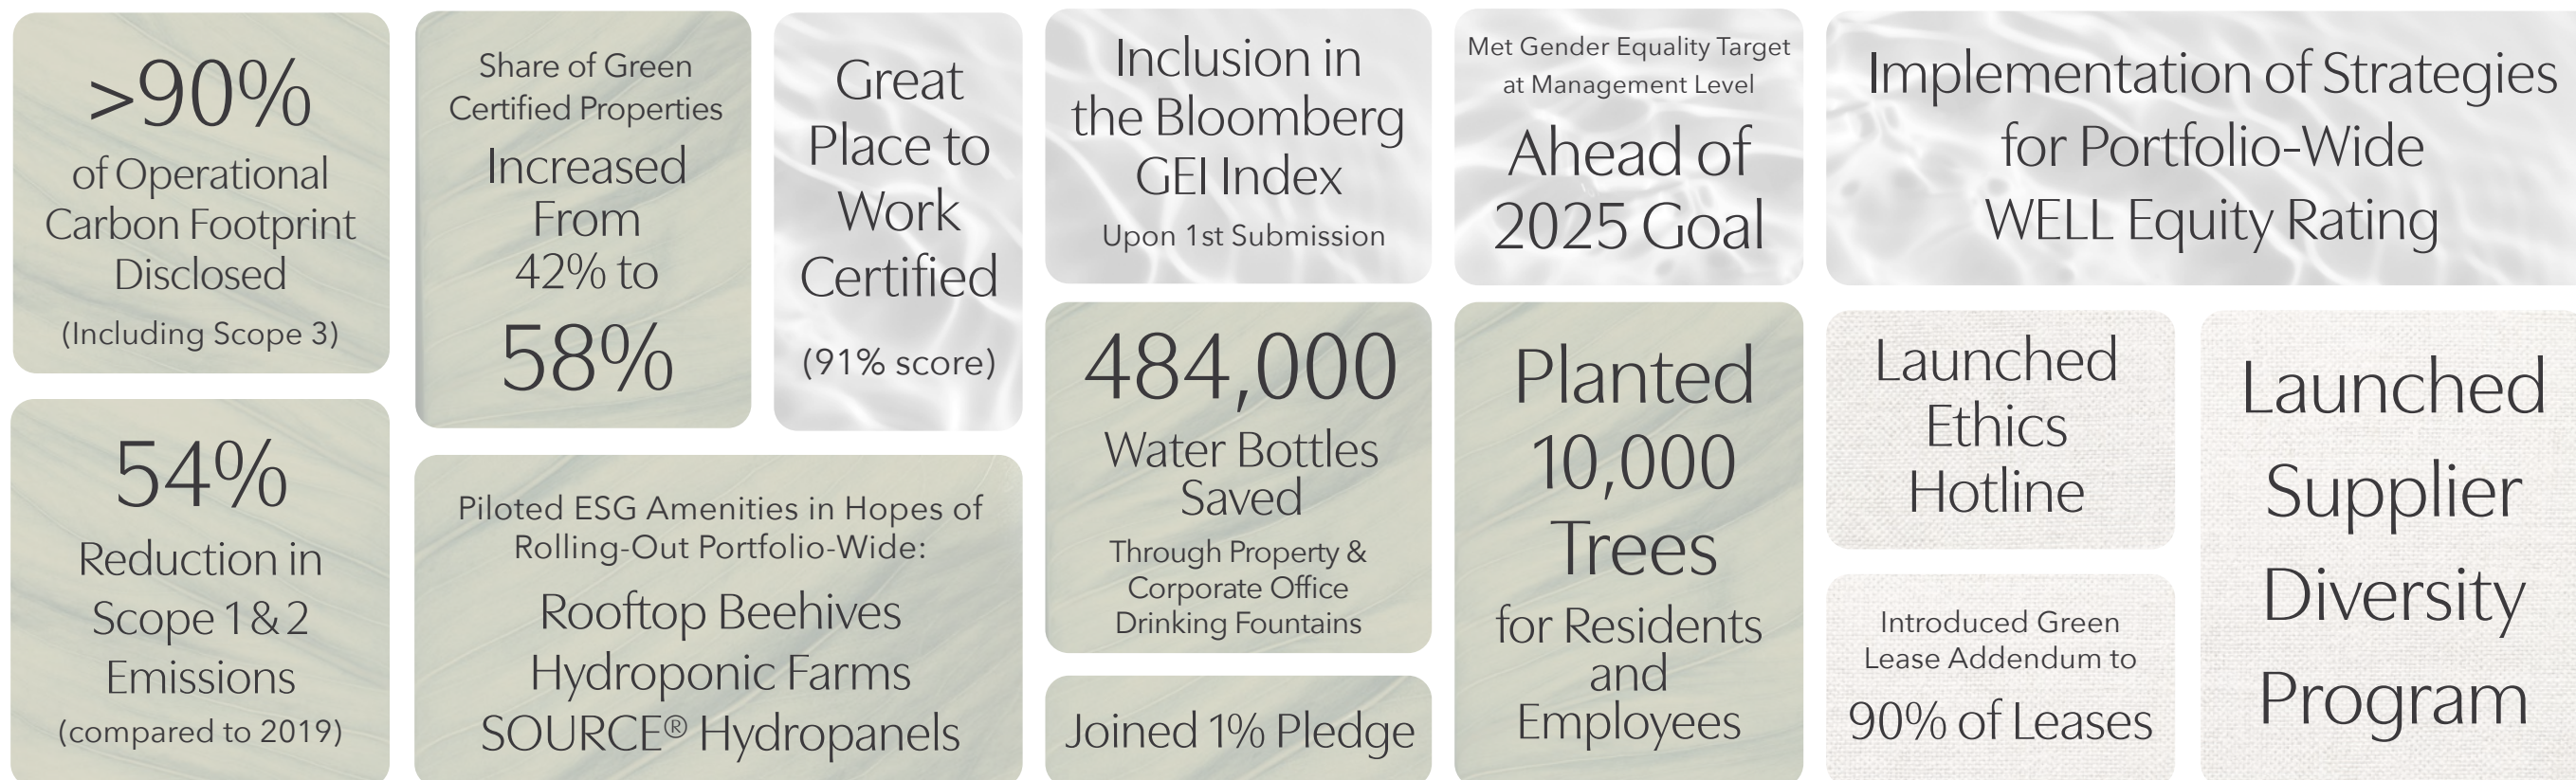 >90%
of Operational
Carbon Footprint
Disclosed
(Including Scope 3)
54%
Reduction in
Scope 1 & 2
Emissions
(compared to 2019)
Share of Green
Certified Properties
Increased
From
42% to
58%
Great
Place to
Work
Certified
(91% score)
Piloted ESG Amenities in Hopes of
Rolling-Out Portfolio-Wide:
Rooftop Beehives
Hydroponic Farms
SOURCE® Hydropanels
Inclusion in
the Bloomberg
GEI Index
Upon 1st Submission
484,000
Water Bottles
Saved
Through Property &
Corporate Office
Drinking Fountains
Joined 1% Pledge
Met Gender Equality Target
at Management Level
Ahead of
2025 Goal
Planted
10,000
Trees
for Residents
and
Employees
Implementation of Strategies
for Portfolio-Wide
WELL Equity Rating
Launched
Ethics
Hotline
Introduced Green
Lease Addendum to
90% of Leases
Launched
Supplier
Diversity
Program